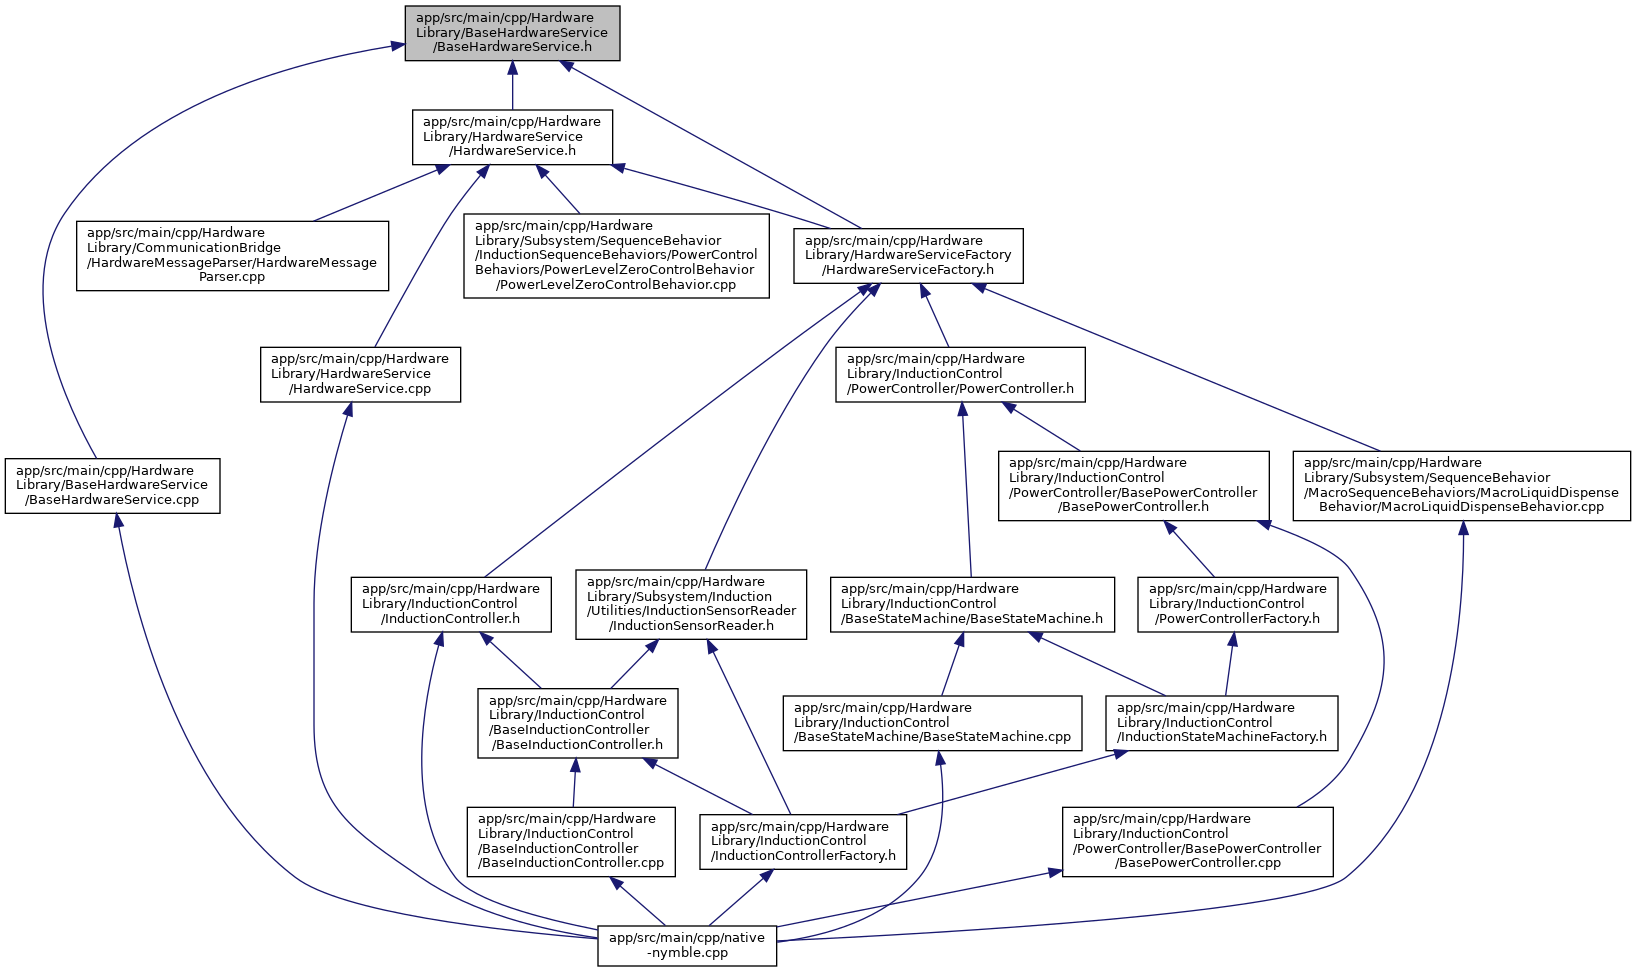 app/src/main/cpp/Hardware
Library/BaseHardwareService
/BaseHardwareService.h
app/src/main/cpp/Hardware
Library/HardwareService
/HardwareService.h
app/src/main/cpp/Hardware
Library/CommunicationBridge
/HardwareMessageParser/HardwareMessage
Parser.cpp
app/src/main/cpp/Hardware
Library/Subsystem/SequenceBehavior
/InductionSequenceBehaviors/PowerControl
Behaviors/PowerLevelZeroControlBehavior
/PowerLevelZeroControlBehavior.cpp
app/src/main/cpp/Hardware
Library/HardwareServiceFactory
/HardwareServiceFactory.h
app/src/main/cpp/Hardware
Library/HardwareService
/HardwareService.cpp
app/src/main/cpp/Hardware
Library/InductionControl
/PowerController/PowerController.h
app/src/main/cpp/Hardware
Library/BaseHardwareService
/BaseHardwareService.cpp
app/src/main/cpp/Hardware
Library/InductionControl
/PowerController/BasePowerController
/BasePowerController.h
app/src/main/cpp/Hardware
Library/Subsystem/SequenceBehavior
/MacroSequenceBehaviors/MacroLiquidDispense
Behavior/MacroLiquidDispenseBehavior.cpp
app/src/main/cpp/Hardware
Library/InductionControl
/InductionController.h
app/src/main/cpp/Hardware
Library/Subsystem/Induction
/Utilities/InductionSensorReader
/InductionSensorReader.h
app/src/main/cpp/Hardware
Library/InductionControl
/BaseStateMachine/BaseStateMachine.h
app/src/main/cpp/Hardware
Library/InductionControl
/PowerControllerFactory.h
app/src/main/cpp/Hardware
Library/InductionControl
/BaseInductionController
/BaseInductionController.h
app/src/main/cpp/Hardware
Library/InductionControl
/BaseStateMachine/BaseStateMachine.cpp
app/src/main/cpp/Hardware
Library/InductionControl
/InductionStateMachineFactory.h
app/src/main/cpp/Hardware
Library/InductionControl
/BaseInductionController
/BaseInductionController.cpp
app/src/main/cpp/Hardware
Library/InductionControl
/InductionControllerFactory.h
app/src/main/cpp/Hardware
Library/InductionControl
/PowerController/BasePowerController
/BasePowerController.cpp
app/src/main/cpp/native
-nymble.cpp